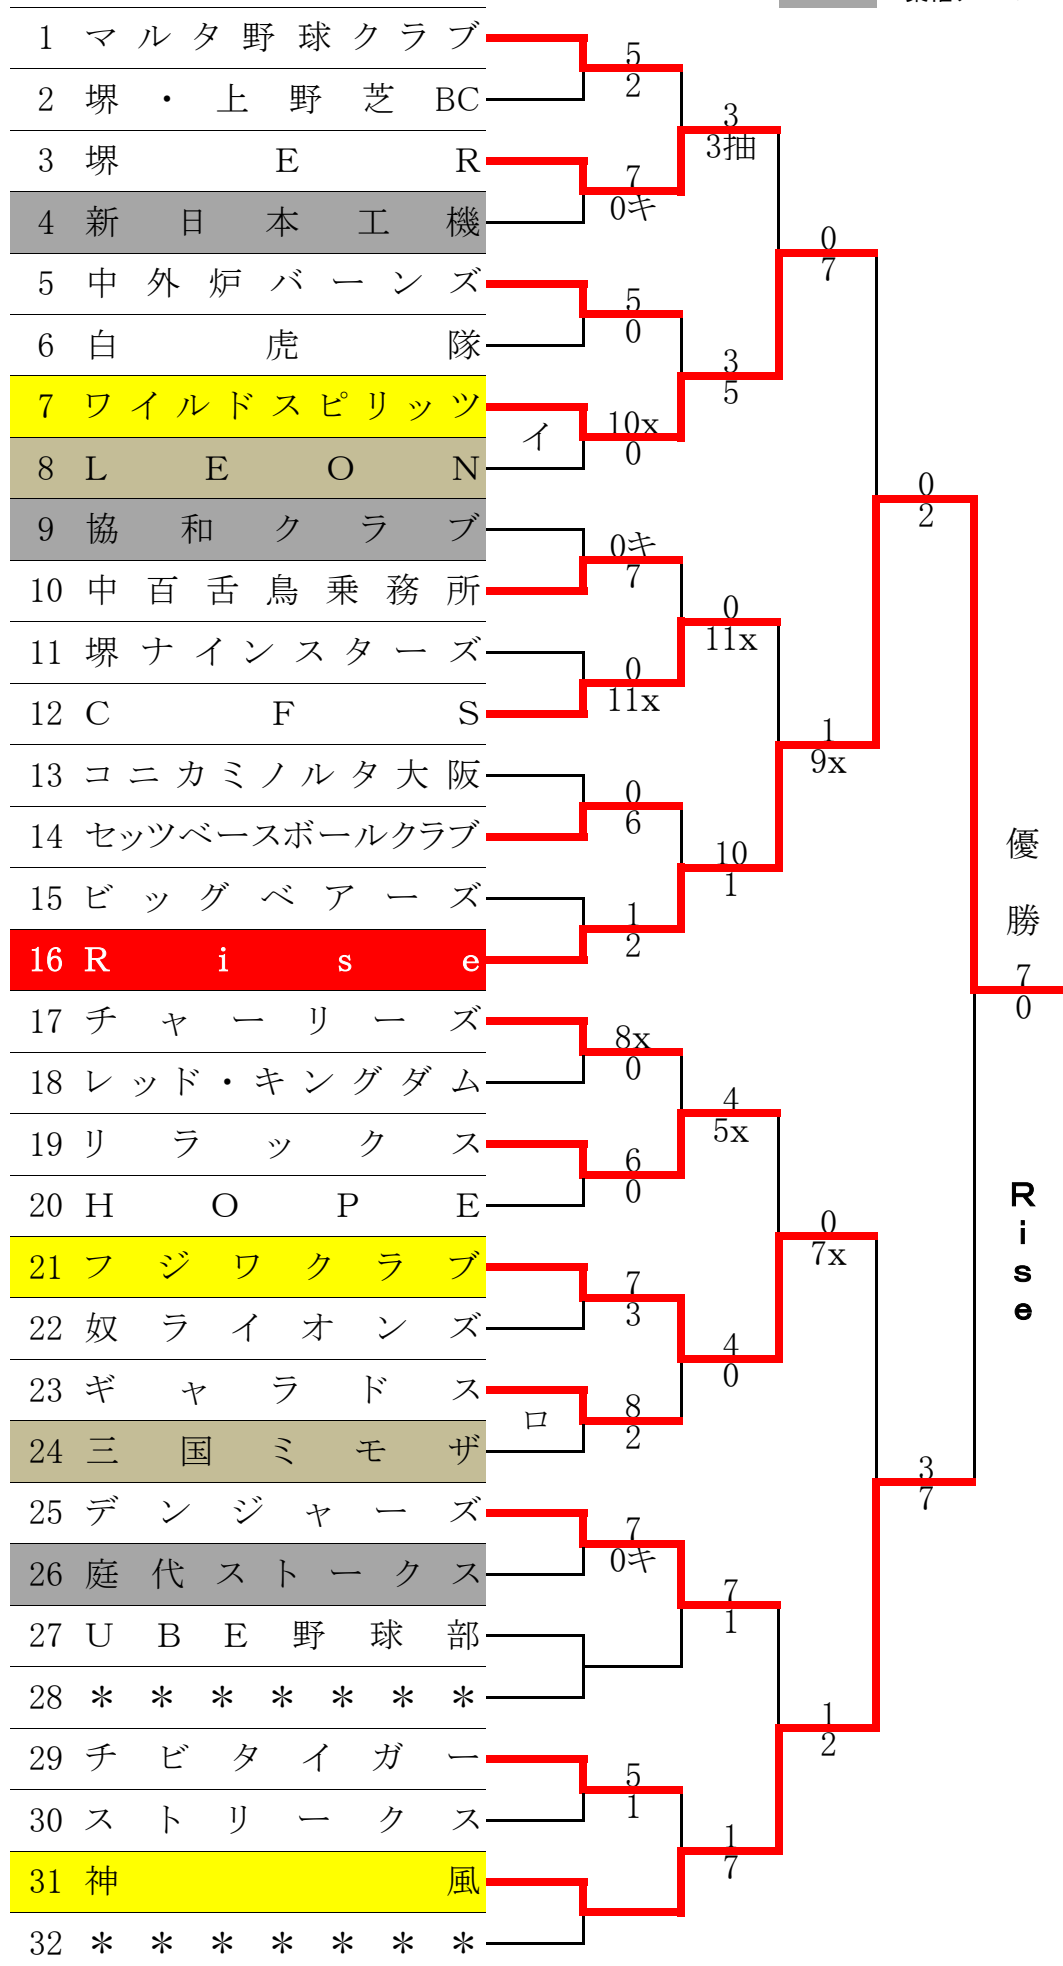 1 マルタ野球クラブ
2 堺・上野芝BC
3 堺ER
4 新日本工機
5 中外炉バーンズ
6 白虎隊
7 ワイルドスピリッツ
8 LEON
9 協和クラブ
10 中百舌鳥乗務所
11 堺ナインスターズ
12 CFS
13 コニカミノルタ大阪
14 セッツベースボールクラブ
15 ビッグベアーズ
16 Rise
17 チャーリーズ
18 レッド・キングダム
19 リラックス
20 HOPE
21 フジワクラブ
22 奴ライオンズ
23 ギャラドス
24 三国ミモザ
25 デンジャーズ
26 庭代ストークス
27 UBE野球部
28 *******
29 チビタイガー
30 ストリークス
31 神風
32 *******
イ
ロ
5
2
7
0キ
5
0
10x
0
0キ
7
0
11x
0
6
1
2
8x
0
6
0
7
3
8
2
7
0キ
5
1
3
3抽
3
5
0
11x
10
1
4
5x
4
0
7
1
1
7
0
7
1
9x
0
7x
1
2
0
2
3
7
優勝
7
0
Rise